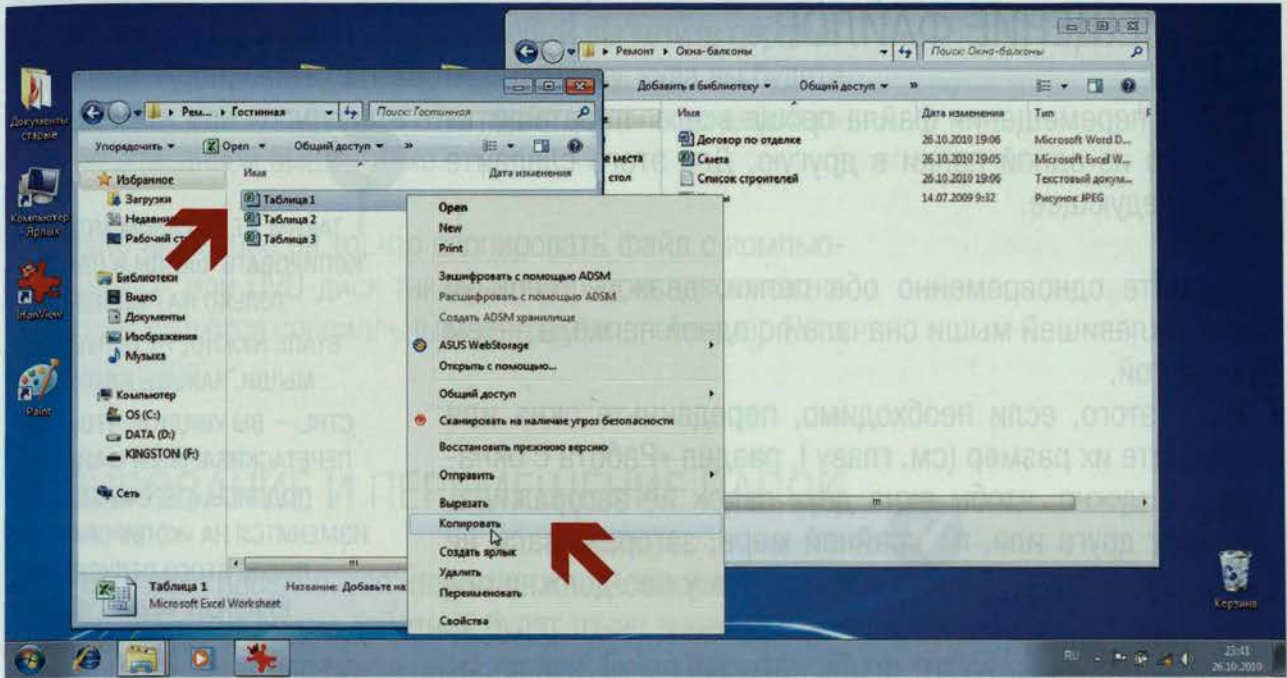 Документы
старые
Компьютер
- Ярлык
IrfanView
Paint
Корзина
Ремонт ▸ Окна-балконы
Поиск: Окна-балконы
Добавить в библиотеку
Общий доступ
»
Имя
Дата изменения
Тип
Договор по отделке
26.10.2010 19:06
Microsoft Word D...
Смета
26.10.2010 19:05
Microsoft Excel W...
Список строителей
26.10.2010 19:06
Текстовый докум...
14.07.2009 9:32
Рисунок JPEG
е места
стол
Рем... ▸ Гостинная
Поиск: Гостинная
Упорядочить
Open
Общий доступ
»
Имя
Дата изменения
Избранное
Загрузки
Недавни
Рабочий ст
Библиотеки
Видео
Документы
Изображения
Музыка
Компьютер
OS (C:)
DATA (D:)
KINGSTON (F:)
Сеть
Таблица 1
Таблица 2
Таблица 3
Таблица 1
Название: Добавьте на
Microsoft Excel Worksheet
Open
New
Print
Зашифровать с помощью ADSM
Расшифровать с помощью ADSM
Создать ADSM хранилище
ASUS WebStorage
Открыть с помощью...
Общий доступ
Сканировать на наличие угроз безопасности
Восстановить прежнюю версию
Отправить
Вырезать
Копировать
Создать ярлык
Удалить
Переименовать
Свойства
RU
23:41
26.10.2010